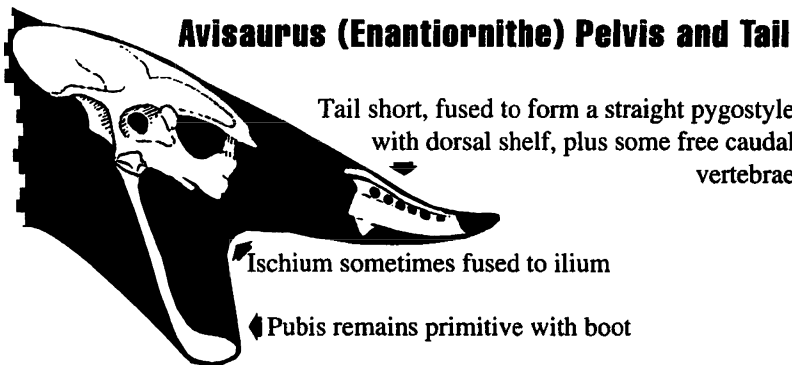 Avisaurus (Enantiornithe) Pelvis and Tail
Tail short, fused to form a straight pygostyle
with dorsal shelf, plus some free caudal
vertebrae
Ischium sometimes fused to ilium
Pubis remains primitive with boot